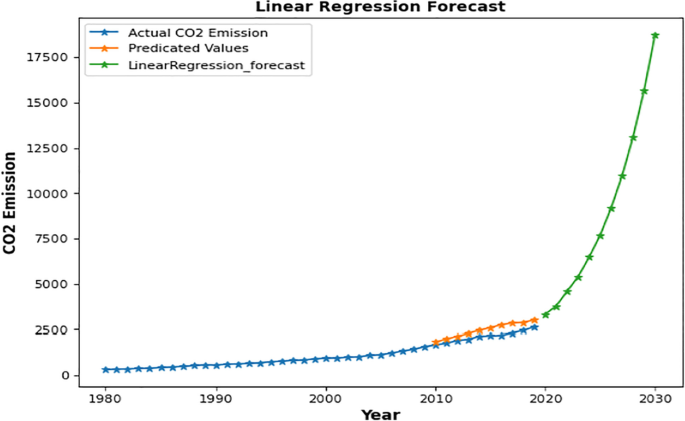 Linear Regression Forecast
Actual CO2 Emission
Predicated Values
LinearRegression_forecast
17500
15000
12500
10000
7500
5000
2500
0
CO2 Emission
1980
1990
2000
2010
2020
2030
Year